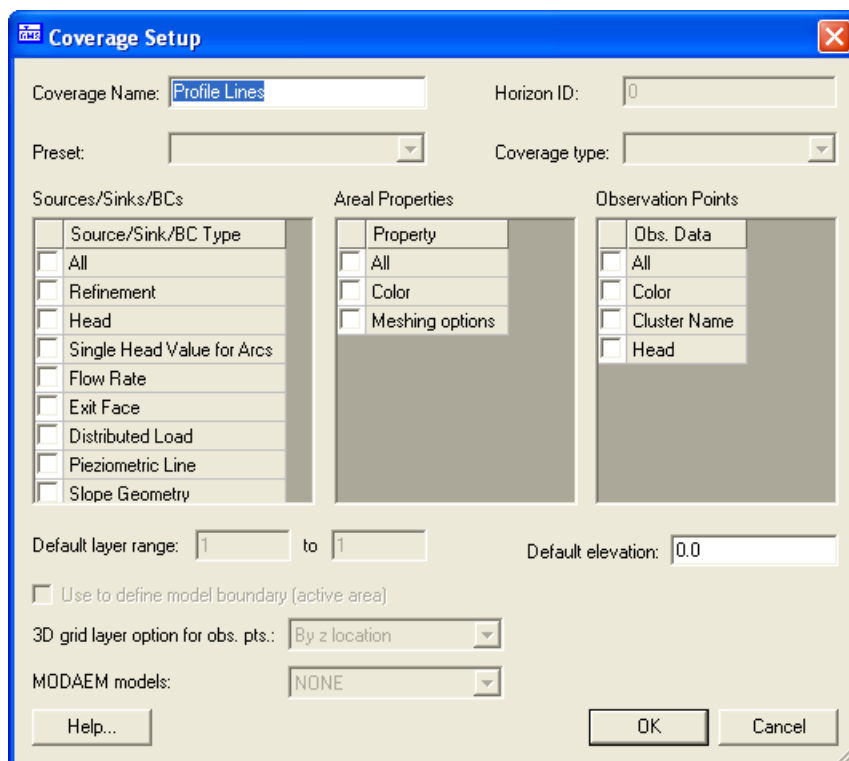 Coverage Setup
Coverage Name: Profile Lines
Horizon ID: 0
Preset:
Coverage type:
Sources/Sinks/BCs
Source/Sink/BC Type
All
Refinement
Head
Single Head Value for Arcs
Flow Rate
Exit Face
Distributed Load
Pieziometric Line
Slope Geometry
Areal Properties
Property
All
Color
Meshing options
Observation Points
Obs. Data
All
Color
Cluster Name
Head
Default layer range: 1 to 1
Default elevation: 0.0
Use to define model boundary (active area)
3D grid layer option for obs. pts.: By z location
MODAEM models: NONE
Help...
OK
Cancel